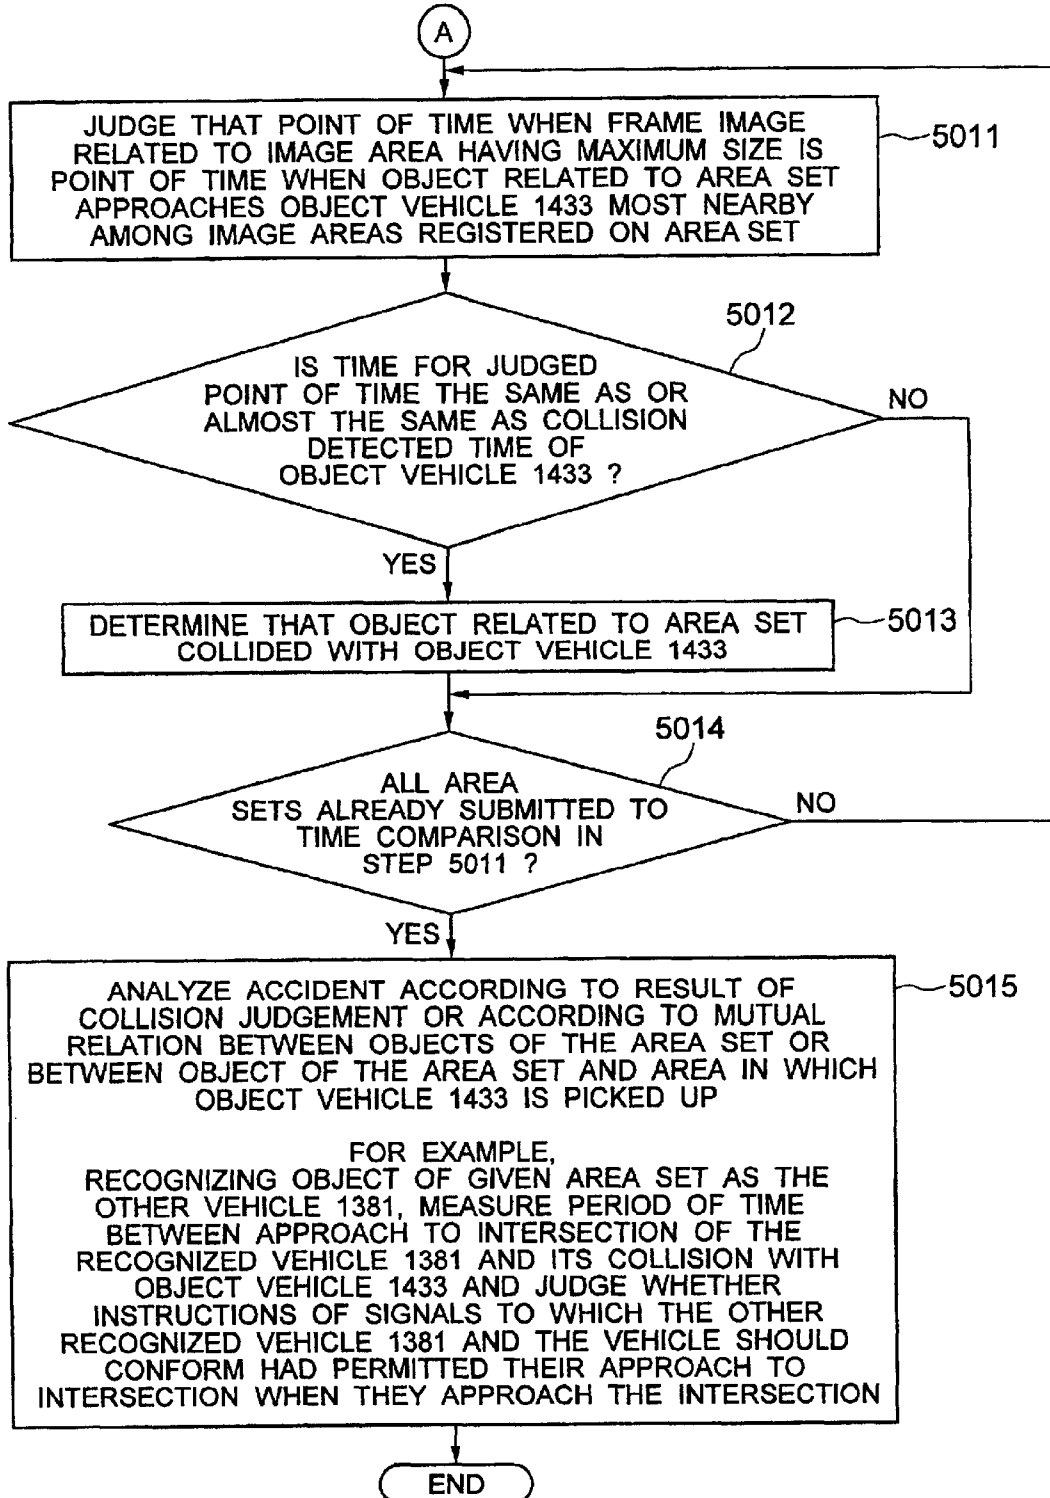 A
JUDGE THAT POINT OF TIME WHEN FRAME IMAGE
RELATED TO IMAGE AREA HAVING MAXIMUM SIZE IS
POINT OF TIME WHEN OBJECT RELATED TO AREA SET
APPROACHES OBJECT VEHICLE 1433 MOST NEARBY
AMONG IMAGE AREAS REGISTERED ON AREA SET
5011
5012
IS TIME FOR JUDGED
POINT OF TIME THE SAME AS OR
ALMOST THE SAME AS COLLISION
DETECTED TIME OF
OBJECT VEHICLE 1433 ?
NO
YES
DETERMINE THAT OBJECT RELATED TO AREA SET
COLLIDED WITH OBJECT VEHICLE 1433
5013
5014
ALL AREA
SETS ALREADY SUBMITTED TO
TIME COMPARISON IN
STEP 5011 ?
NO
YES
ANALYZE ACCIDENT ACCORDING TO RESULT OF
COLLISION JUDGEMENT OR ACCORDING TO MUTUAL
RELATION BETWEEN OBJECTS OF THE AREA SET OR
BETWEEN OBJECT OF THE AREA SET AND AREA IN WHICH
OBJECT VEHICLE 1433 IS PICKED UP
5015
FOR EXAMPLE,
RECOGNIZING OBJECT OF GIVEN AREA SET AS THE
OTHER VEHICLE 1381, MEASURE PERIOD OF TIME
BETWEEN APPROACH TO INTERSECTION OF THE
RECOGNIZED VEHICLE 1381 AND ITS COLLISION WITH
OBJECT VEHICLE 1433 AND JUDGE WHETHER
INSTRUCTIONS OF SIGNALS TO WHICH THE OTHER
RECOGNIZED VEHICLE 1381 AND THE VEHICLE SHOULD
CONFORM HAD PERMITTED THEIR APPROACH TO
INTERSECTION WHEN THEY APPROACH THE INTERSECTION
END